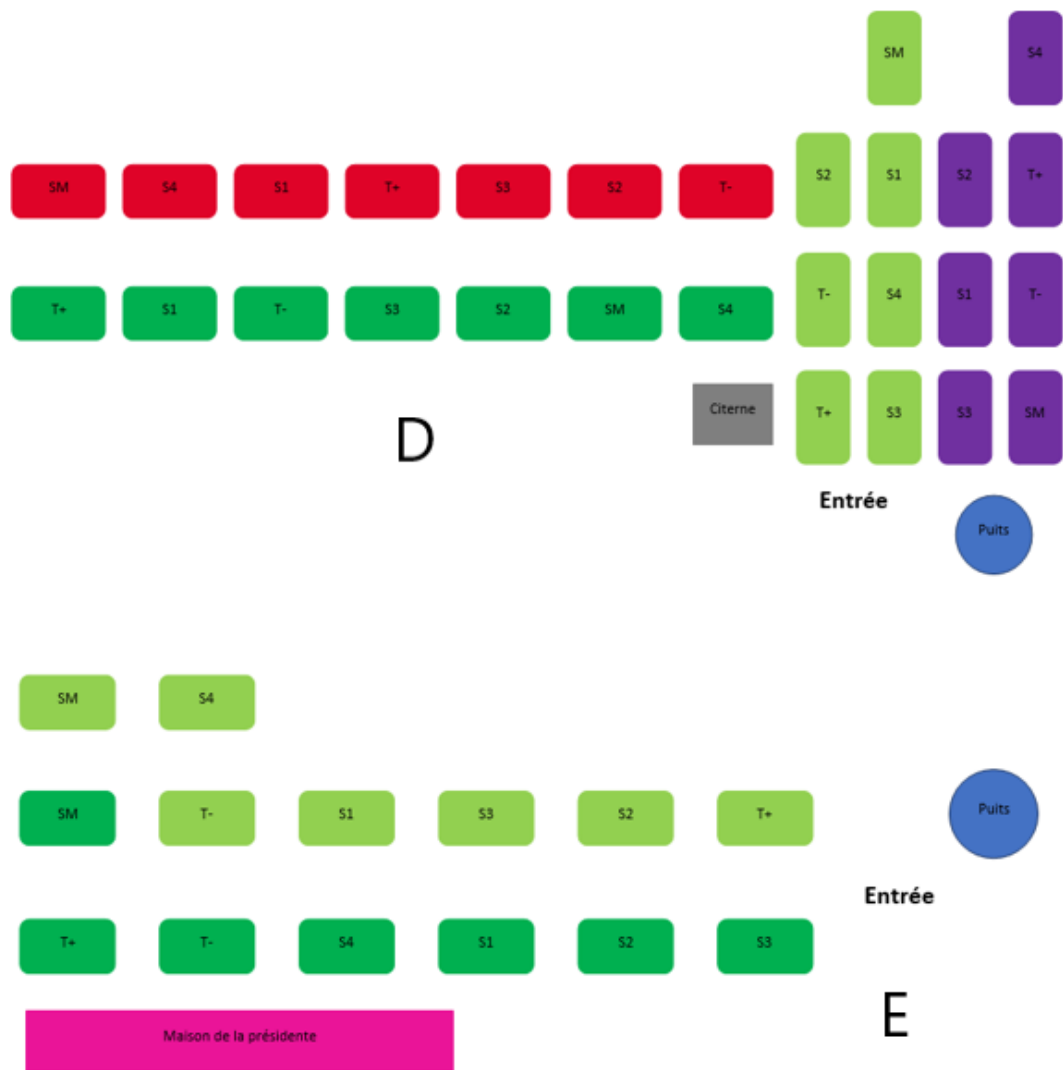 SM S4
SM S4 S1 T+ S3 S2 T- S2 S1 S2 T+
T+ S1 T- S3 S2 SM S4 T- S4 S1 T-
Citerne T+ S3 S3 SM
D
Entrée
Puits
SM S4
SM T- S1 S3 S2 T+ Puits
Entrée
T+ T- S4 S1 S2 S3
E
Maison de la présidente